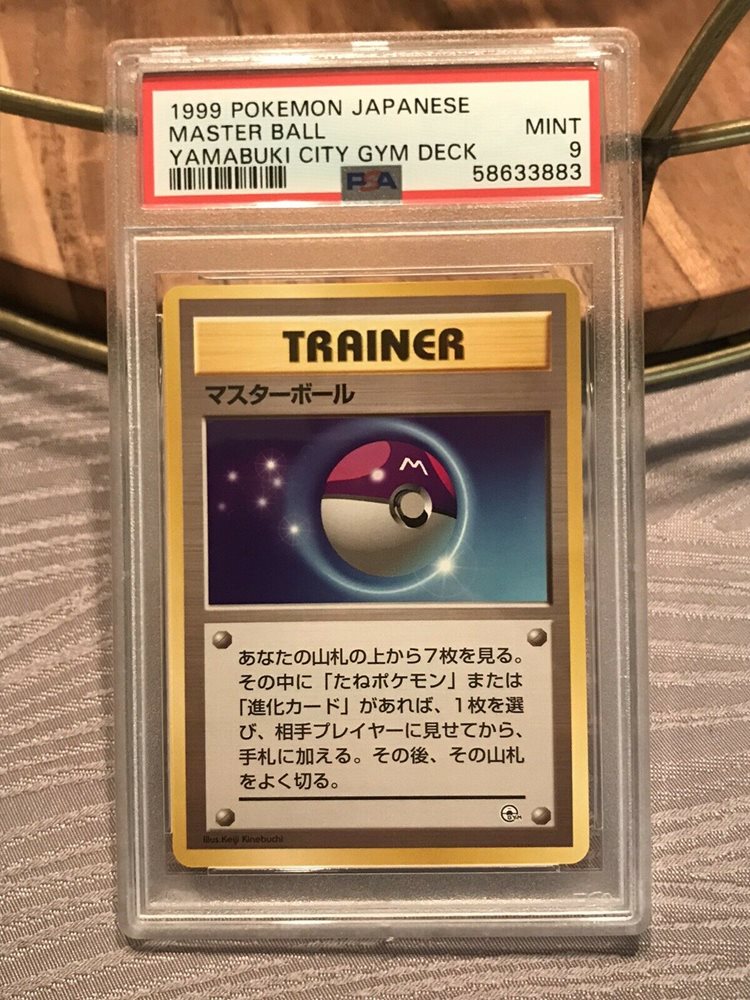 1999 POKEMON JAPANESE
MASTER BALL MINT
YAMABUKI CITY GYM DECK 9
PSA 58633883
TRAINER
マスターボール
M
あなたの山札の上から7枚を見る。
その中に「たねポケモン」または
「進化カード」があれば、1枚を選
び、相手プレイヤーに見せてから、
手札に加える。その後、その山札
をよく切る。
GYM
Illus.Keiji Kinebuchi